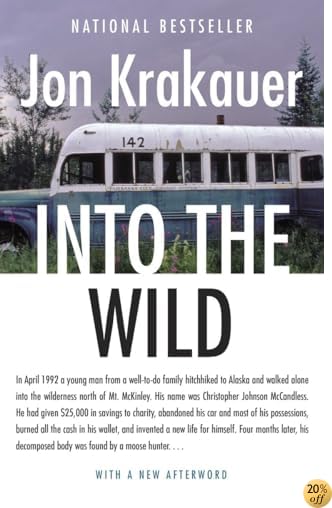 NATIONAL BESTSELLER
Jon Krakauer
142
INTO THE
WILD
In April 1992 a young man from a well-to-do family hitchhiked to Alaska and walked alone
into the wilderness north of Mt. McKinley. His name was Christopher Johnson McCandless.
He had given $25,000 in savings to charity, abandoned his car and most of his possessions,
burned all the cash in his wallet, and invented a new life for himself. Four months later, his
decomposed body was found by a moose hunter. . . .
WITH A NEW AFTERWORD
20%
off